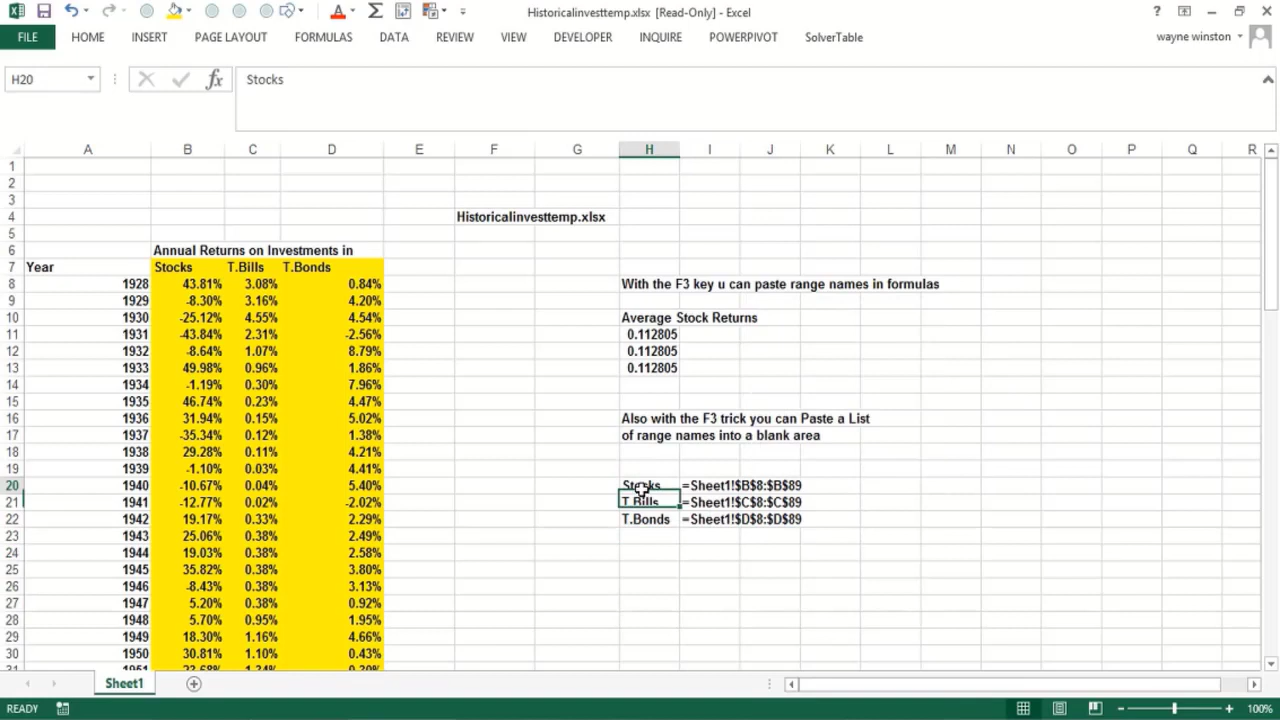 Historicalinvesttemp.xlsx [Read-Only] - Excel
FILE HOME INSERT PAGE LAYOUT FORMULAS DATA REVIEW VIEW DEVELOPER INQUIRE POWERPIVOT SolverTable wayne winston
H20 fx Stocks
A B C D E F G H I J K L M N O P Q R
1
2
3
4 Historicalinvesttemp.xlsx
5
6 Annual Returns on Investments in
7 Year Stocks T.Bills T.Bonds
8 1928 43.81% 3.08% 0.84% With the F3 key u can paste range names in formulas
9 1929 -8.30% 3.16% 4.20%
10 1930 -25.12% 4.55% 4.54% Average Stock Returns
11 1931 -43.84% 2.31% -2.56% 0.112805
12 1932 -8.64% 1.07% 8.79% 0.112805
13 1933 49.98% 0.96% 1.86% 0.112805
14 1934 -1.19% 0.30% 7.96%
15 1935 46.74% 0.23% 4.47%
16 1936 31.94% 0.15% 5.02% Also with the F3 trick you can Paste a List
17 1937 -35.34% 0.12% 1.38% of range names into a blank area
18 1938 29.28% 0.11% 4.21%
19 1939 -1.10% 0.03% 4.41%
20 1940 -10.67% 0.04% 5.40% Stocks =Sheet1!$B$8:$B$89
21 1941 -12.77% 0.02% -2.02% T.Bills =Sheet1!$C$8:$C$89
22 1942 19.17% 0.33% 2.29% T.Bonds =Sheet1!$D$8:$D$89
23 1943 25.06% 0.38% 2.49%
24 1944 19.03% 0.38% 2.58%
25 1945 35.82% 0.38% 3.80%
26 1946 -8.43% 0.38% 3.13%
27 1947 5.20% 0.38% 0.92%
28 1948 5.70% 0.95% 1.95%
29 1949 18.30% 1.16% 4.66%
30 1950 30.81% 1.10% 0.43%
31 1951 23.68% 1.34%
Sheet1
READY 100%